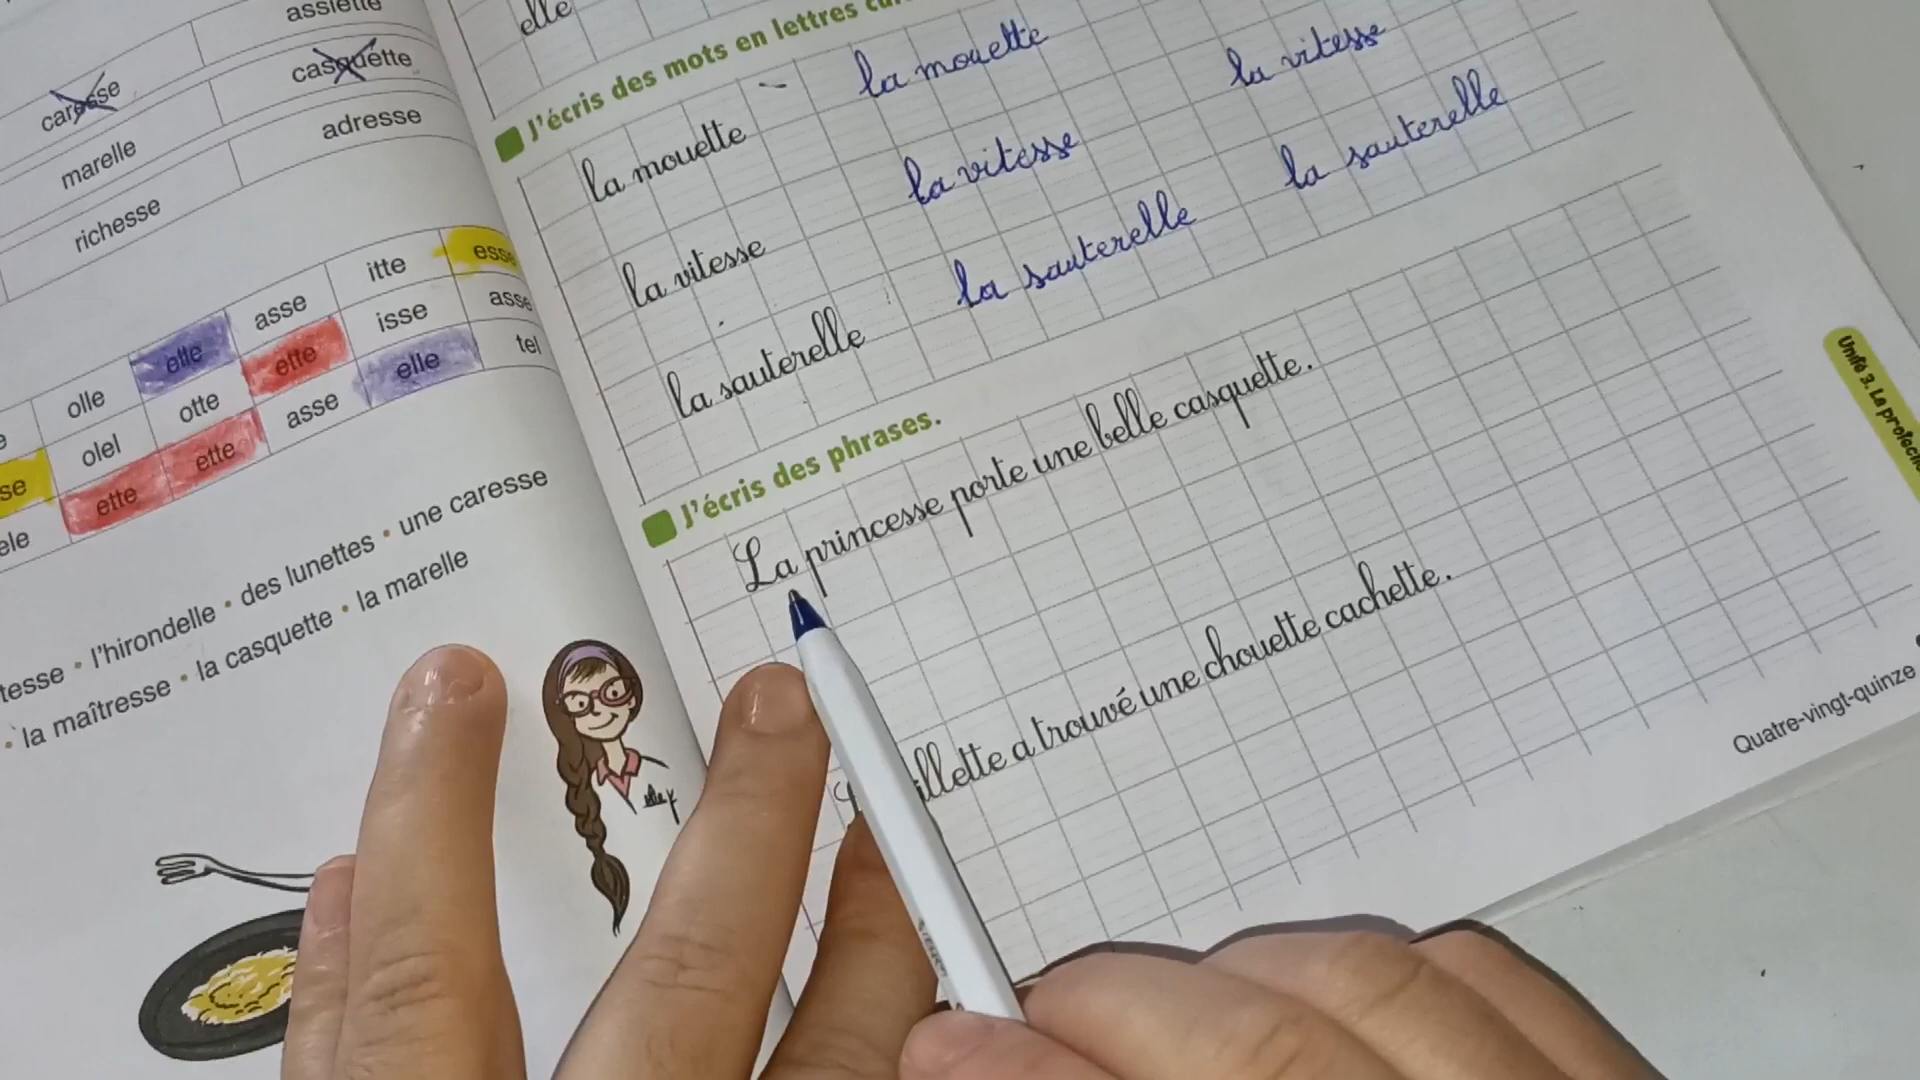 assiette
caresse
casquette
marelle
adresse
richesse
asse itte esse
olle elle ette isse asse
se olel otte elle tel
ele ette ette asse
tesse • l'hirondelle • des lunettes • une caresse
• la maîtresse • la casquette • la marelle
elle
J'écris des mots en lettres
la mouette la mouette la vitesse
la vitesse la vitesse la sauterelle
la sauterelle la sauterelle
J'écris des phrases.
La princesse porte une belle casquette.
illette a trouvé une chouette cachette.
Unité 3. La
Quatre-vingt-quinze